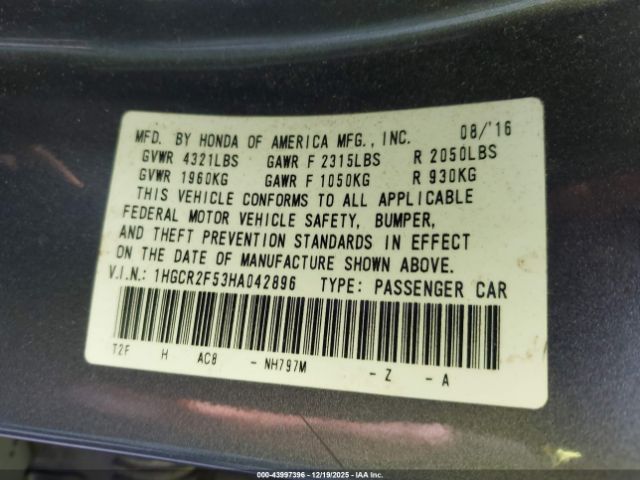 MFD. BY HONDA OF AMERICA MFG., INC. 08/'16
GVWR 4321LBS GAWR F 2315LBS R 2050LBS
GVWR 1960KG GAWR F 1050KG R 930KG
THIS VEHICLE CONFORMS TO ALL APPLICABLE
FEDERAL MOTOR VEHICLE SAFETY, BUMPER,
AND THEFT PREVENTION STANDARDS IN EFFECT
ON THE DATE OF MANUFACTURE SHOWN ABOVE.
V.I.N.: 1HGCR2F53HA042896 TYPE: PASSENGER CAR
T2F H AC8 - NH797M - Z - A
000-43997396 - 12/19/2025 - IAA Inc.